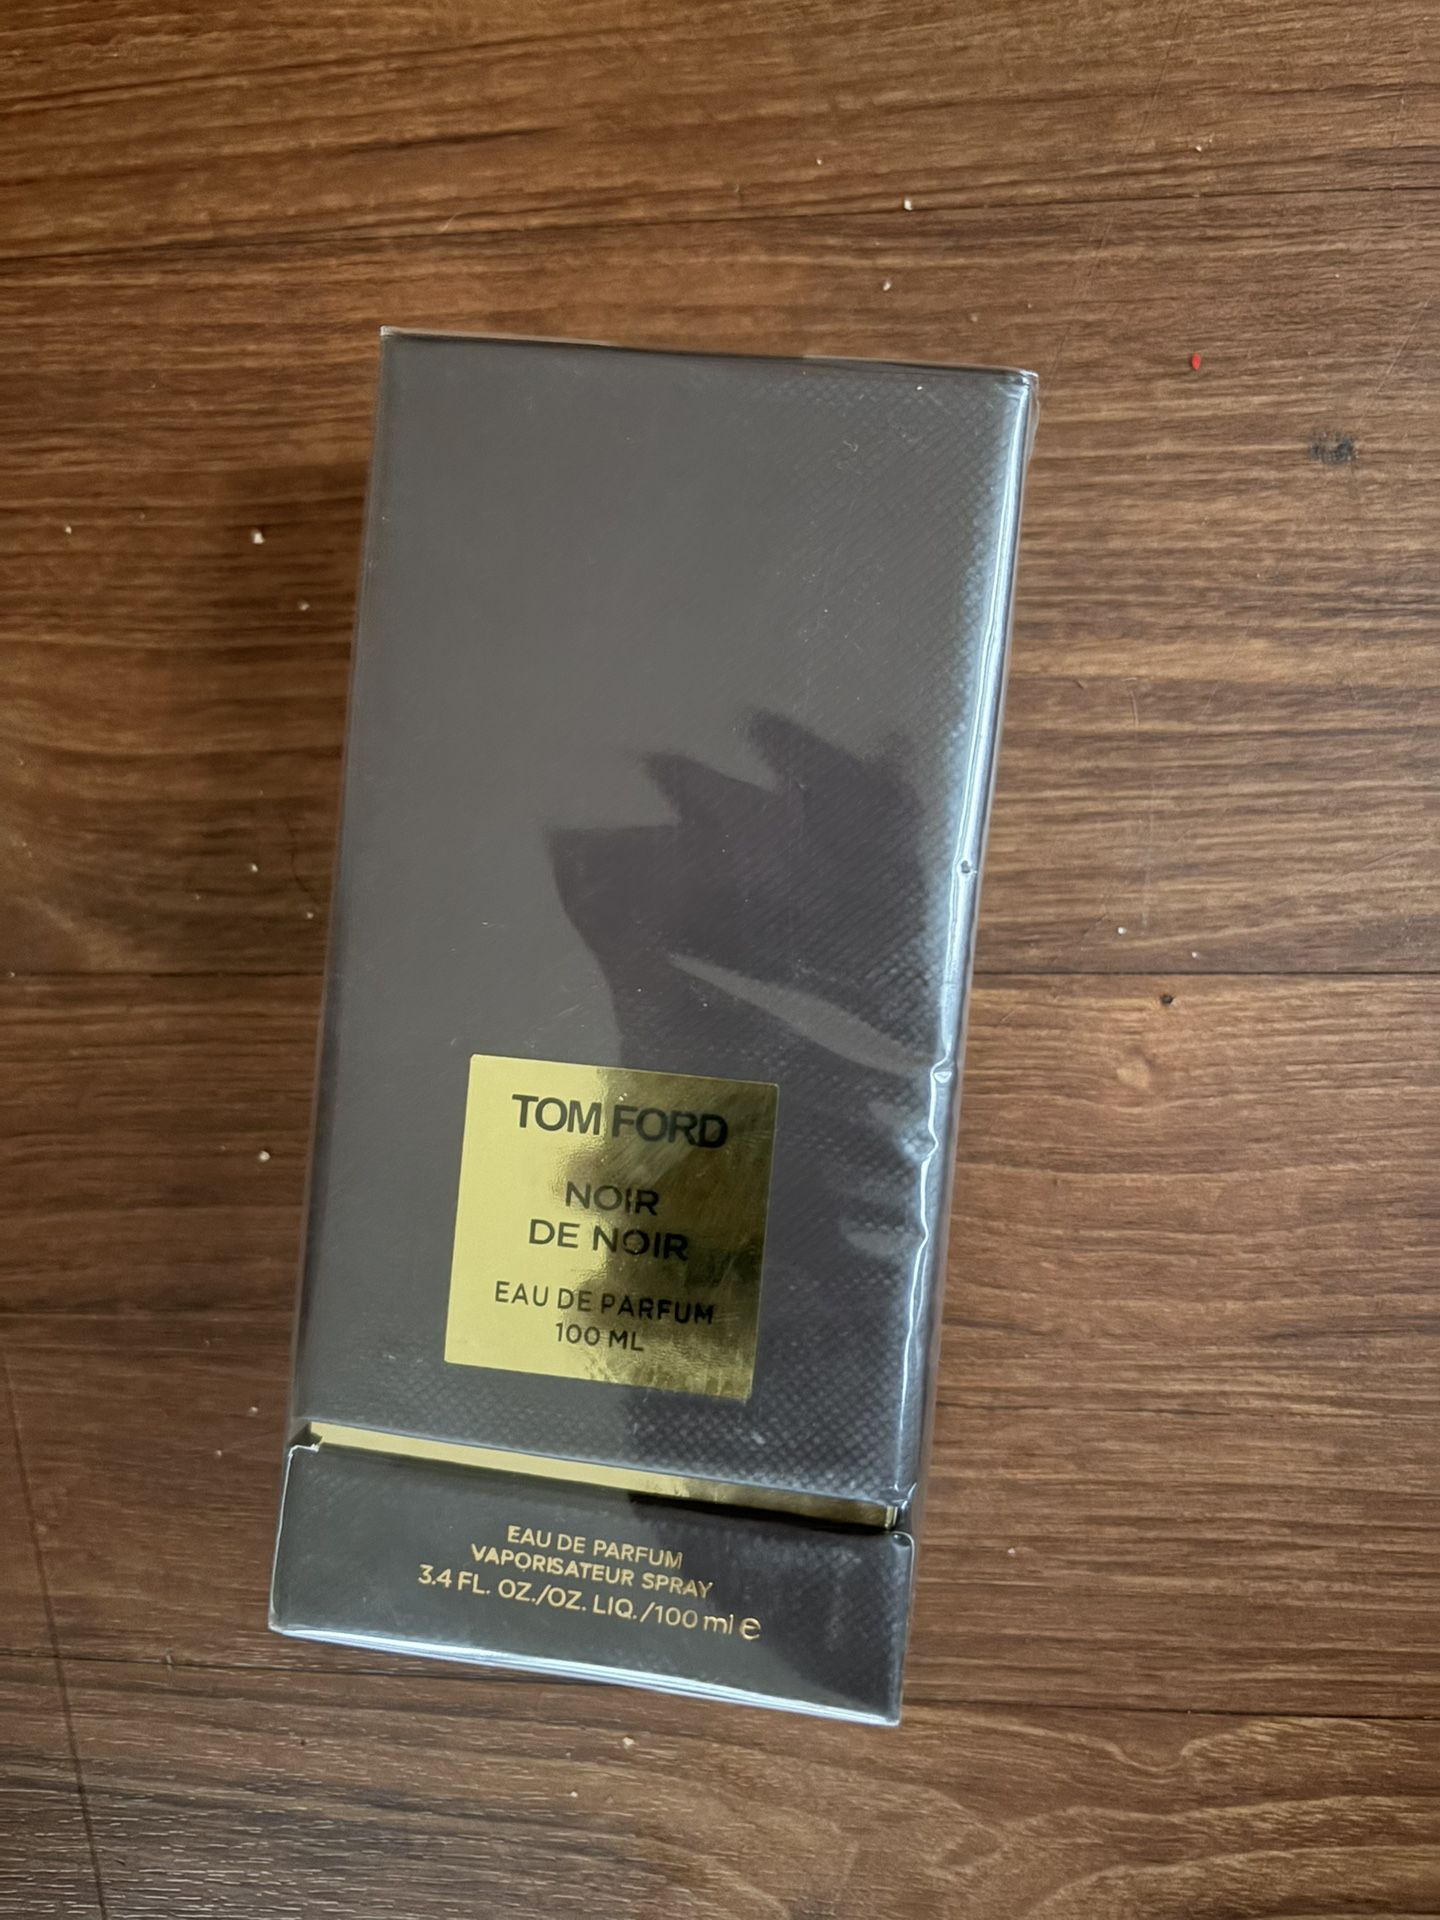 TOM FORD
NOIR
DE NOIR
EAU DE PARFUM
100 ML
EAU DE PARFUM
VAPORISATEUR SPRAY
3.4 FL. OZ./OZ. LIQ./100 ml ℮